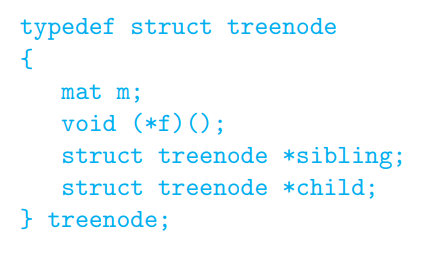 typedef struct treenode
{
   mat m;
   void (*f)();
   struct treenode *sibling;
   struct treenode *child;
} treenode;